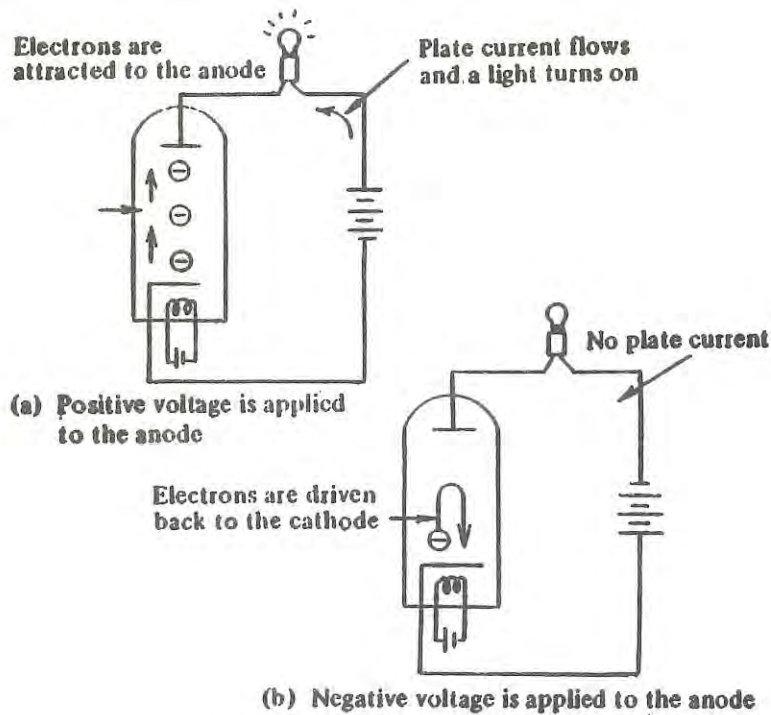 Electrons are
attracted to the anode
Plate current flows
and a light turns on
(a) Positive voltage is applied
to the anode
No plate current
Electrons are driven
back to the cathode
(b) Negative voltage is applied to the anode